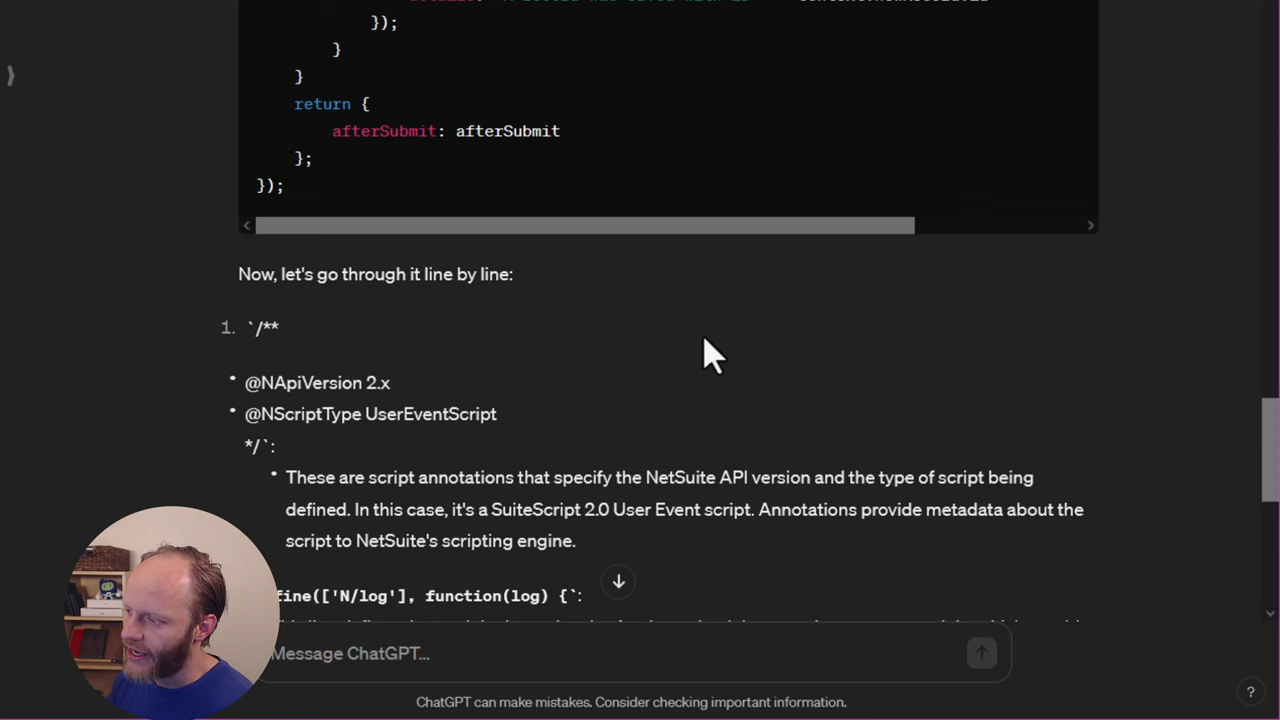 });
}
}
return {
afterSubmit: afterSubmit
};
});
Now, let's go through it line by line:
1. `/**
• @NApiVersion 2.x
• @NScriptType UserEventScript
*/`:
• These are script annotations that specify the NetSuite API version and the type of script being
defined. In this case, it's a SuiteScript 2.0 User Event script. Annotations provide metadata about the
script to NetSuite's scripting engine.
fine(['N/log'], function(log) {`:
Message ChatGPT...
ChatGPT can make mistakes. Consider checking important information.
?